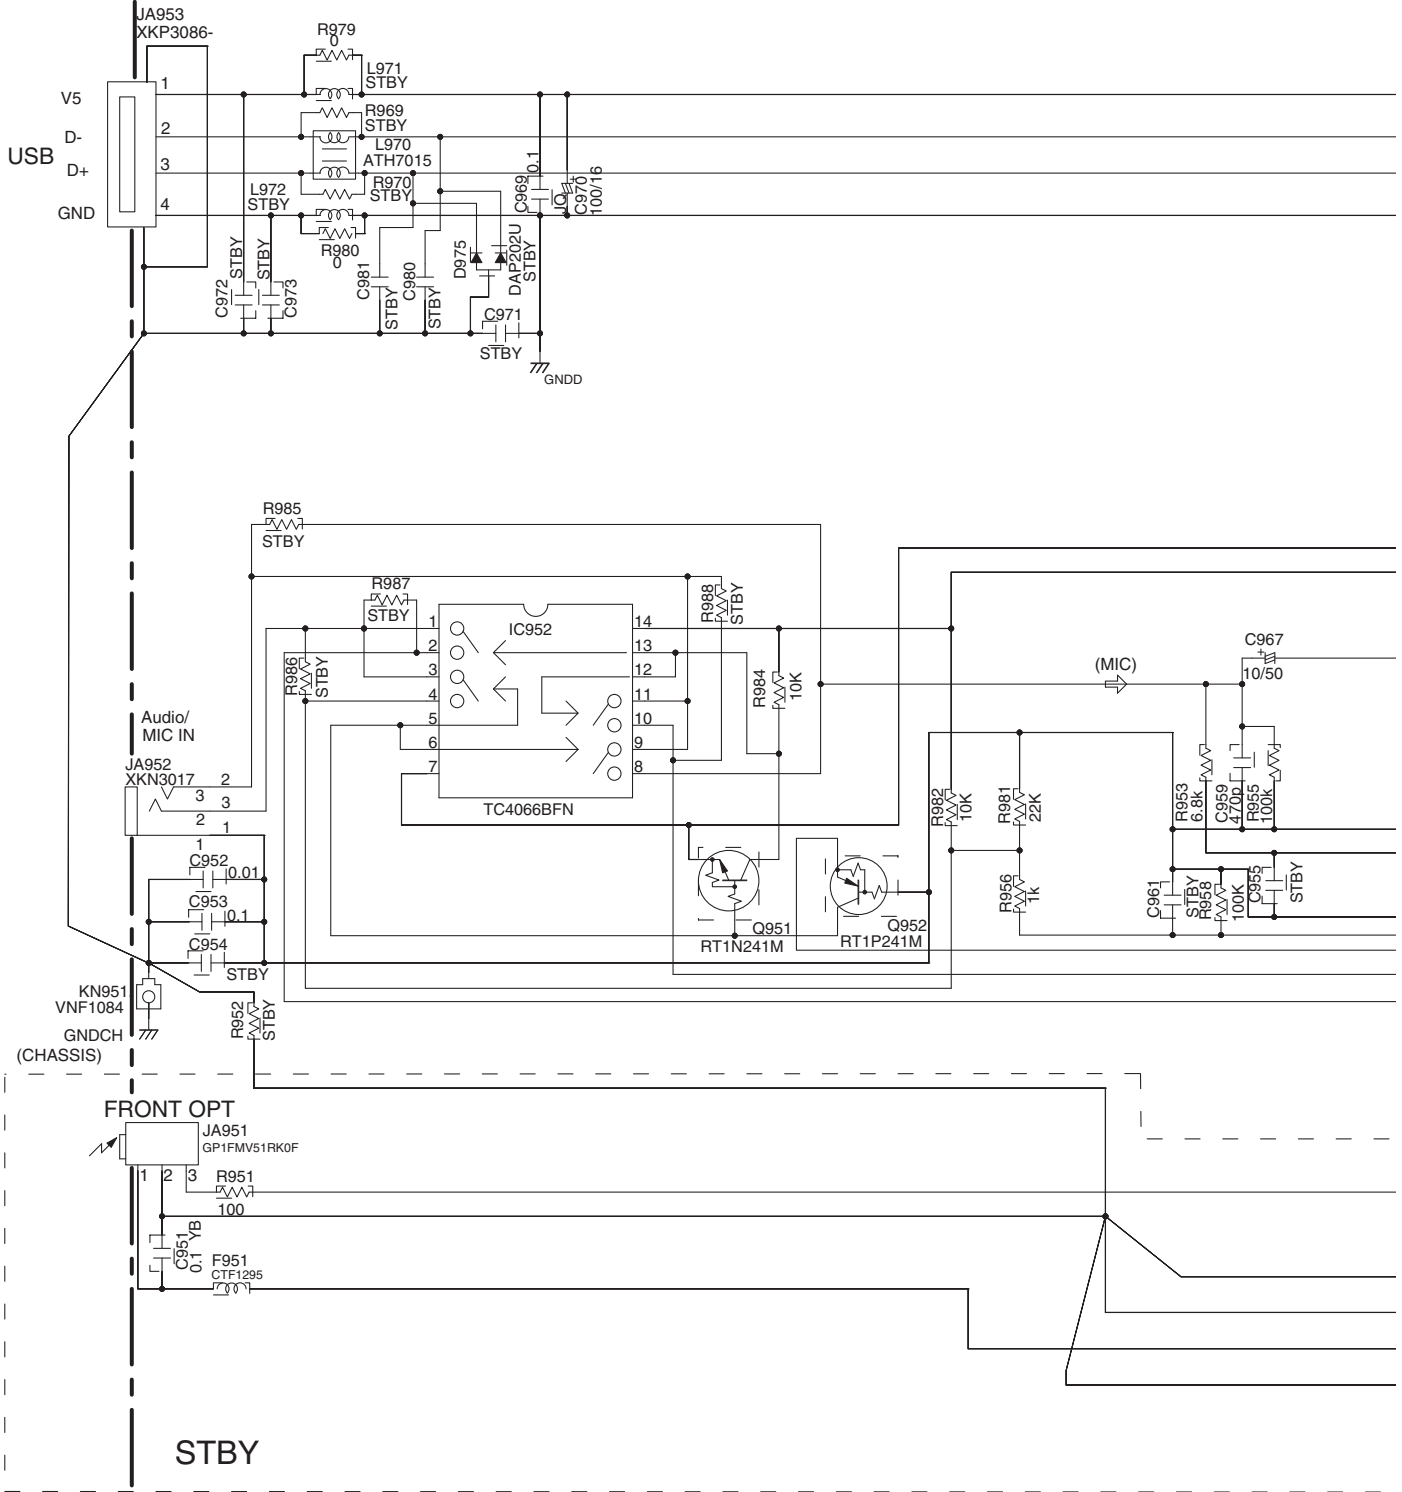 JA953
XKP3086-
R979
0
L971
STBY
1
V5
R969
STBY
2
D-
L970
ATH7015
USB
3
D+
R970
STBY
L972
STBY
4
GND
R980
0
C969
0.1
JQ
C970
100/16
+
C972
STBY
STBY
C973
C981
STBY
C980
STBY
D975
DAP202U
STBY
C971
STBY
GNDD
R985
STBY
R987
STBY
R988
STBY
IC952
1
2
3
4
5
6
7
14
13
12
11
10
9
8
TC4066BFN
R986
STBY
R984
10K
(MIC)
C967
+
10/50
Audio/
MIC IN
JA952
XKN3017
2
3
3
2
1
1
C952
0.01
C953
0.1
C954
STBY
R982
10K
R981
22K
R953
6.8k
C959
470p
R955
100k
R956
1k
C961
STBY
R958
100K
C955
STBY
Q951
RT1N241M
Q952
RT1P241M
KN951
VNF1084
GNDCH
(CHASSIS)
R952
STBY
FRONT OPT
JA951
GP1FMV51RK0F
1
2
3
R951
100
C951
0.1
YB
F951
CTF1295
STBY